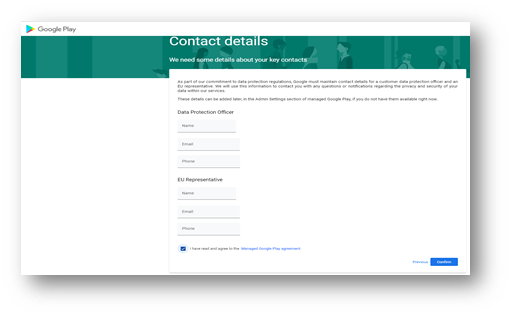 Google Play
Contact details
We need some details about your key contacts
As part of our commitment to data protection regulations, Google must maintain contact details for a customer data protection officer and an
EU representative. We will use this information to contact you with any questions or notifications regarding the privacy and security of your
data within our services.
These details can be added later in the Admin Settings section of managed Google Play, if you do not have them available right now.
Data Protection Officer
Name
Email
Phone
EU Representative
Name
Email
Phone
I have read and agree to the Managed Google Play agreement
Previous Confirm